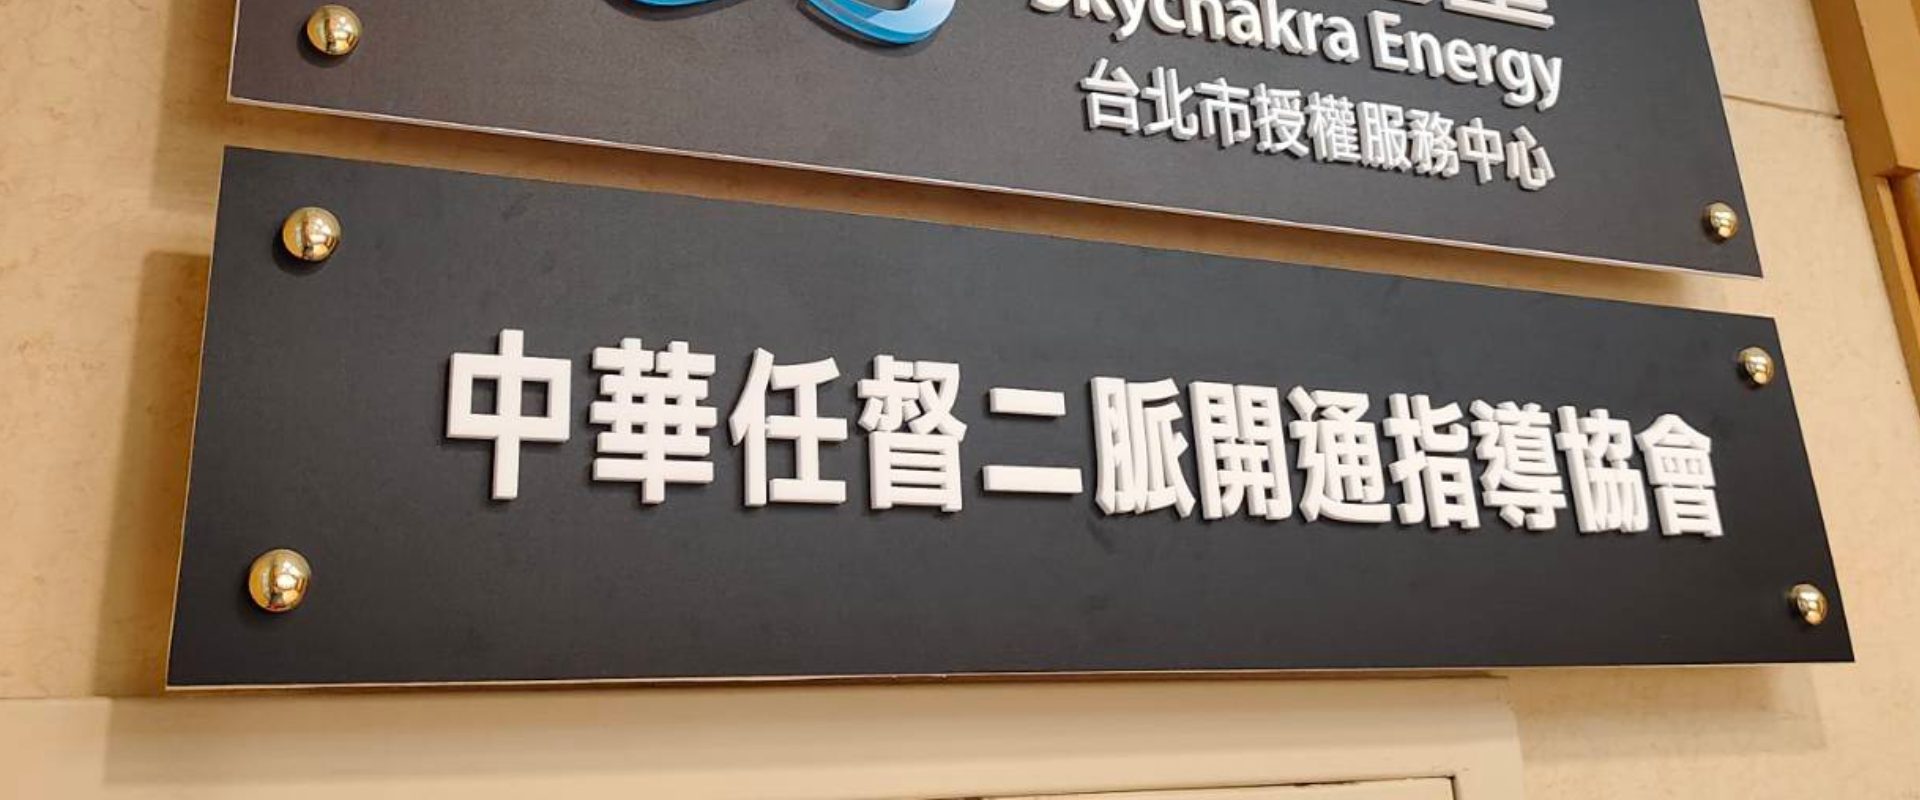 Skychakra Energy
台北市授權服務中心
中華任督二脈開通指導協會